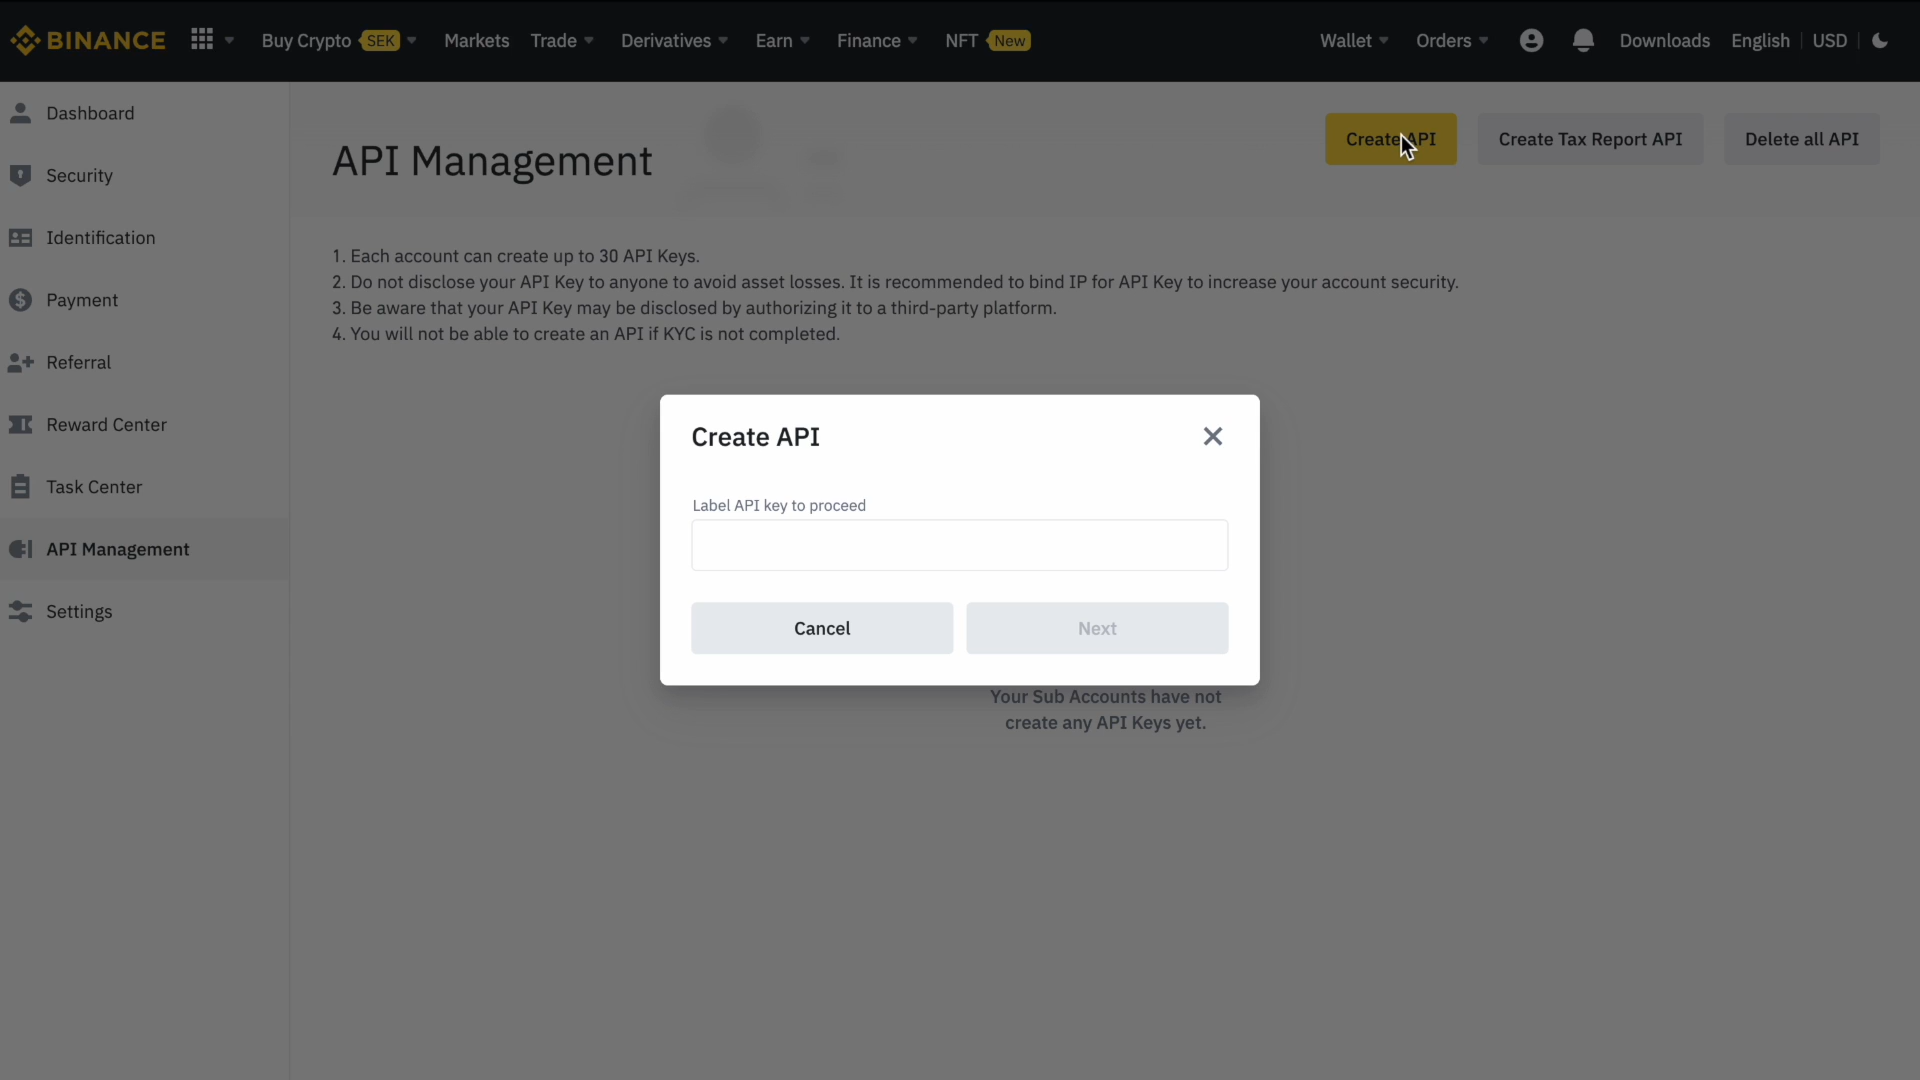 BINANCE
Buy Crypto SEK
Markets
Trade
Derivatives
Earn
Finance
NFT New
Wallet
Orders
Downloads
English
USD
Dashboard
Security
Identification
Payment
Referral
Reward Center
Task Center
API Management
Settings
API Management
Create API
Create Tax Report API
Delete all API
1. Each account can create up to 30 API Keys.
2. Do not disclose your API Key to anyone to avoid asset losses. It is recommended to bind IP for API Key to increase your account security.
3. Be aware that your API Key may be disclosed by authorizing it to a third-party platform.
4. You will not be able to create an API if KYC is not completed.
Create API
Label API key to proceed
Cancel
Next
Your Sub Accounts have not
create any API Keys yet.